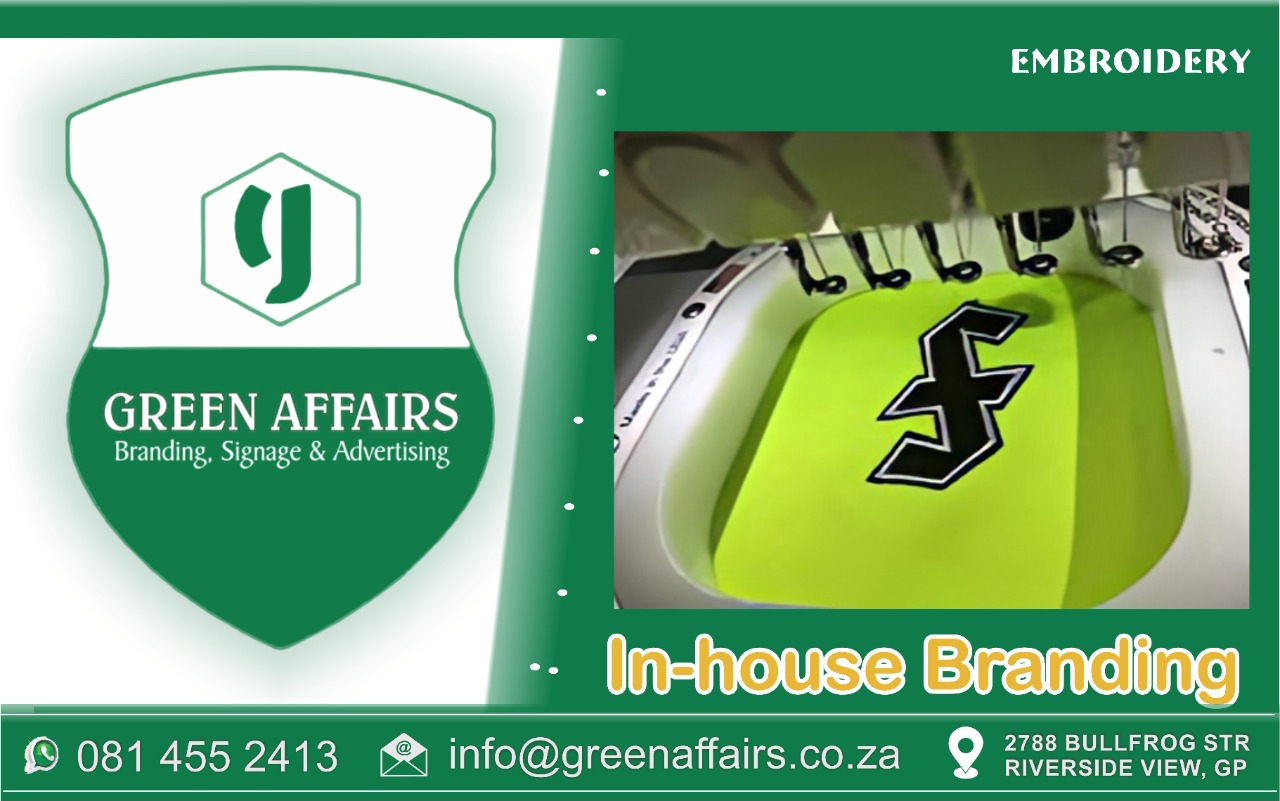 EMBROIDERY
GREEN AFFAIRS
Branding, Signage & Advertising
In-house Branding
081 455 2413
info@greenaffairs.co.za
2788 BULLFROG STR
RIVERSIDE VIEW, GP